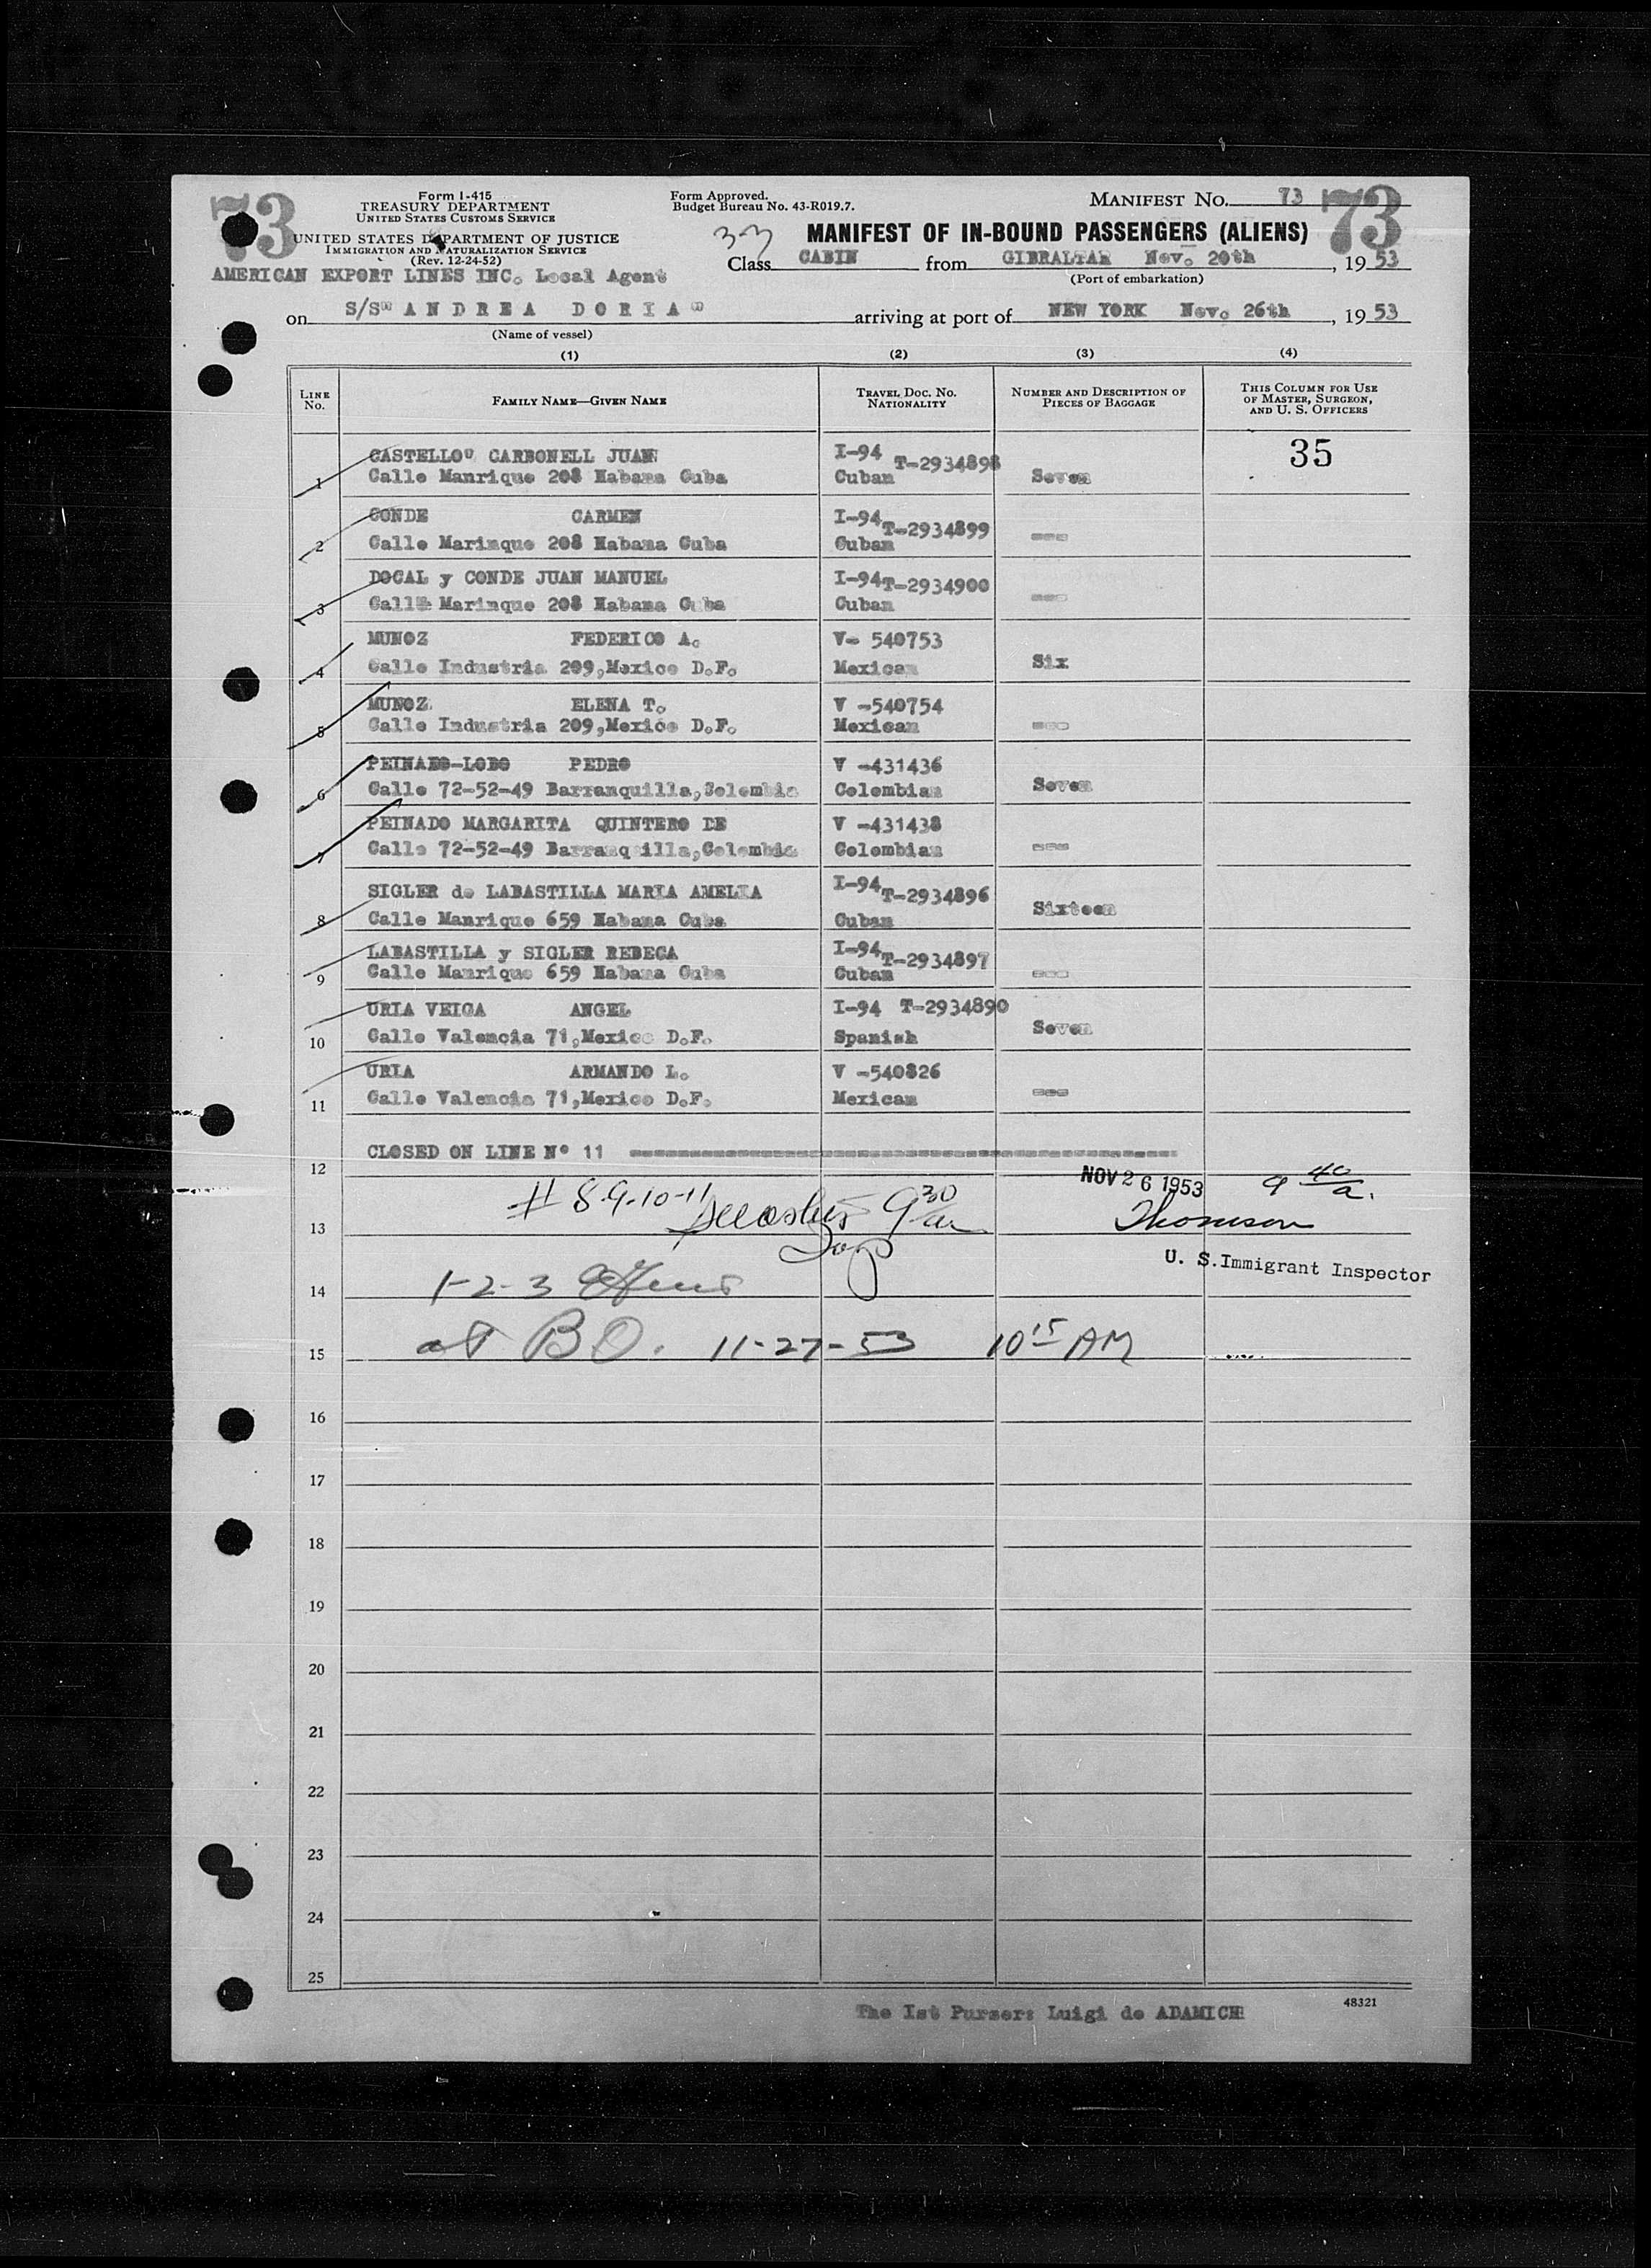 73
Form I-415
TREASURY DEPARTMENT
UNITED STATES CUSTOMS SERVICE
UNITED STATES DEPARTMENT OF JUSTICE
IMMIGRATION AND NATURALIZATION SERVICE
(Rev. 12-24-52)
AMERICAN EXPORT LINES INC. Local Agent
Form Approved.
Budget Bureau No. 43-R019.7.
MANIFEST NO. 73
73
3-3
MANIFEST OF IN-BOUND PASSENGERS (ALIENS)
Class CABIN from GIBRALTAR Nov. 20th, 1953
(Port of embarkation)
on S/S" ANDREA DORIA" arriving at port of NEW YORK Nov. 26th, 1953
(Name of vessel)
(1) (2) (3) (4)
LINE No. FAMILY NAME—GIVEN NAME TRAVEL DOC. NO. NATIONALITY NUMBER AND DESCRIPTION OF PIECES OF BAGGAGE THIS COLUMN FOR USE OF MASTER, SURGEON, AND U. S. OFFICERS
CASTELLO" CARBONELL JUAN I-94 T-2934898 35
1 Calle Manrique 208 Habana Cuba Cuban Seven
CONDE CARMEN I-94 T-2934899
2 Calle Marinque 208 Habana Cuba Cuban ---
DOCAL y CONDE JUAN MANUEL I-94 T-2934900
3 Calle Marinque 208 Habana Cuba Cuban ---
MUNOZ FEDERICO A. V- 540753
4 Calle Industria 209,Mexico D.F. Mexican Six
MUNOZ ELENA T. V -540754
5 Calle Industria 209,Mexico D.F. Mexican ---
PEINADO-LOBO PEDRO V -431436
6 Calle 72-52-49 Barranquilla,Colombia Colombian Seven
PEINADO MARGARITA QUINTERO DE V -431438
7 Calle 72-52-49 Barranquilla,Colombia Colombian ---
SIGLER de LABASTILLA MARIA AMELIA I-94 T-2934896
8 Calle Manrique 659 Habana Cuba Cuban Sixteen
LABASTILLA y SIGLER REBECA I-94 T-2934897
9 Calle Manrique 659 Habana Cuba Cuban ---
URIA VEIGA ANGEL I-94 T-2934890
10 Calle Valencia 71,Mexico D.F. Spanish Seven
URIA ARMANDO L. V -540826
11 Calle Valencia 71,Mexico D.F. Mexican ---
CLOSED ON LINE Nº 11
12
NOV 26 1953 9 40/a.
# 8-9-10-11 9 30/am
13 Thomson
U. S. Immigrant Inspector
14 1-2-3
15 at BO. 11-27-53 10 15 AM
16
17
18
19
20
21
22
23
24
25
48321
The Ist Purser: Luigi de ADAMICH